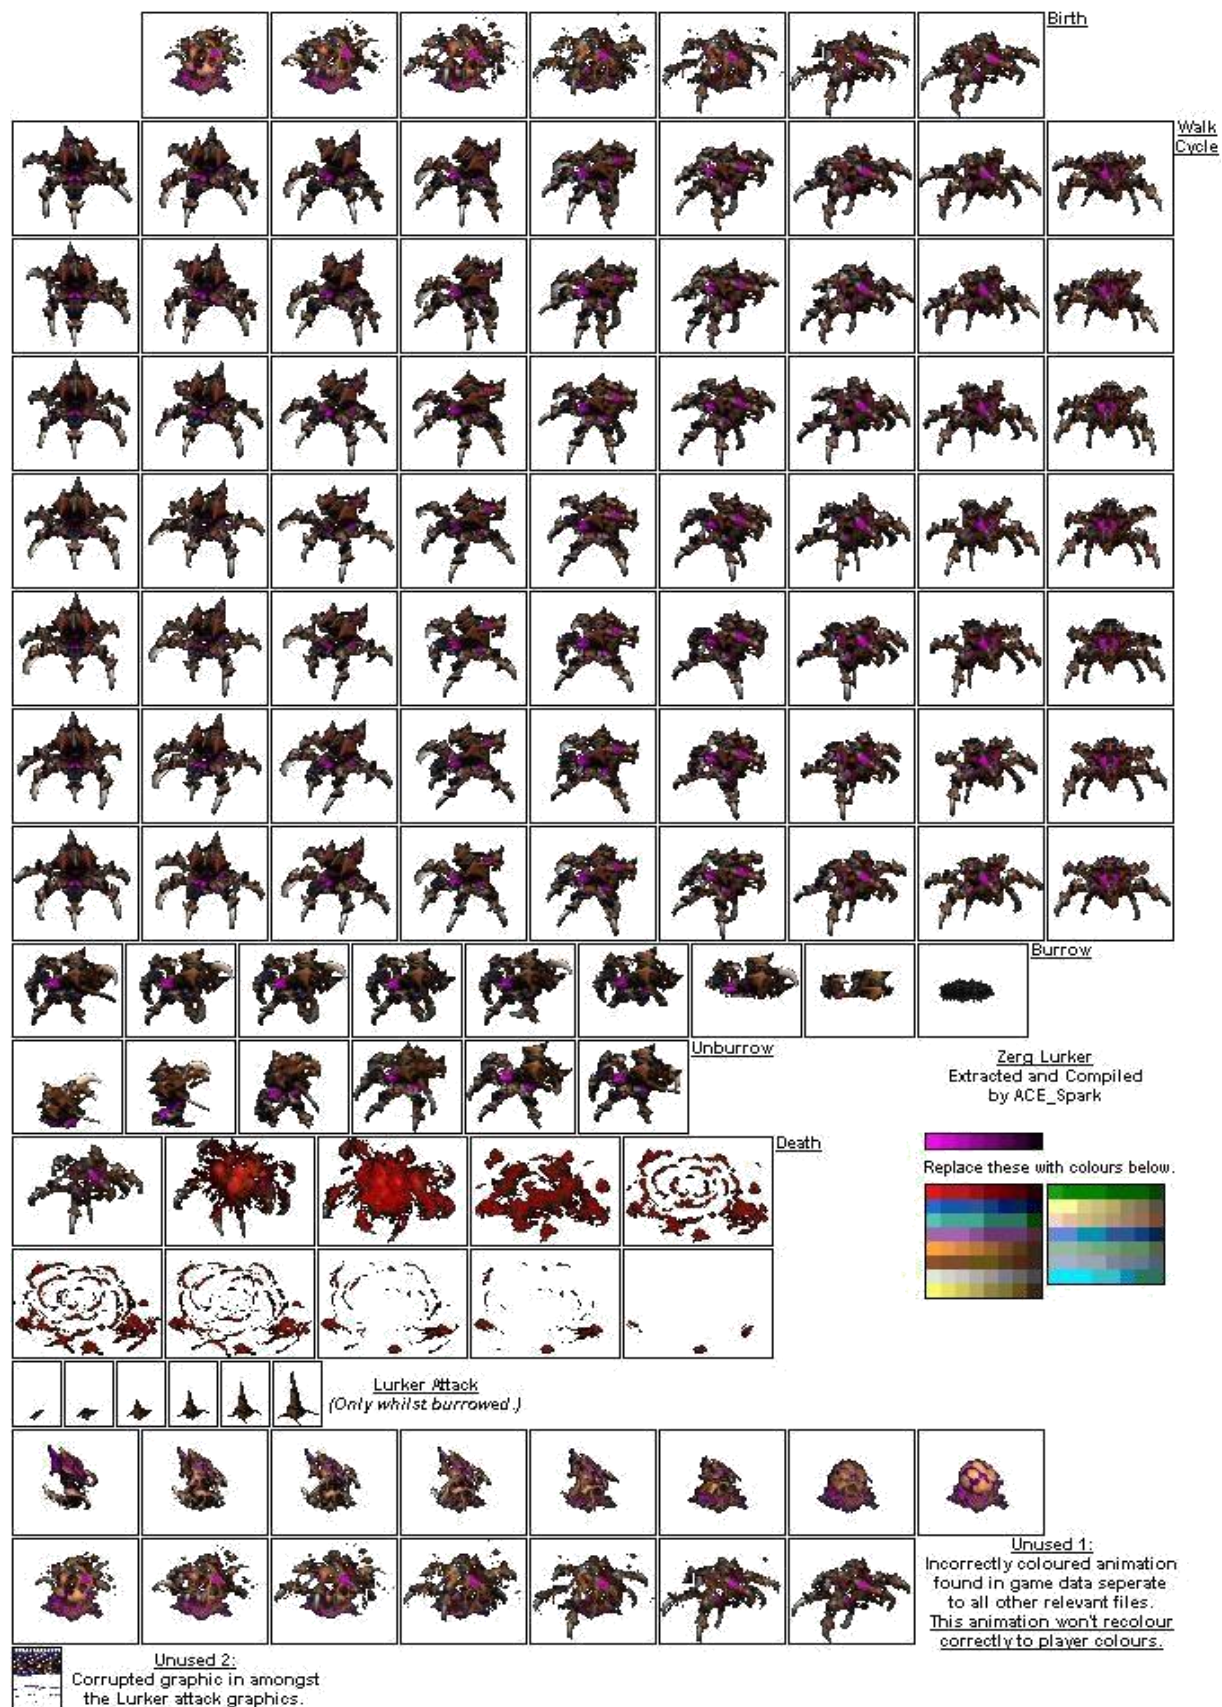 Birth
Walk
Cycle
Burrow
Unburrow
Zerg Lurker
Extracted and Compiled
by ACE_Spark
Death
Replace these with colours below.
Lurker Attack
(Only whilst burrowed.)
Unused 1:
Incorrectly coloured animation
found in game data seperate
to all other relevant files.
This animation won't recolour
correctly to player colours.
Unused 2:
Corrupted graphic in amongst
the Lurker attack graphics.